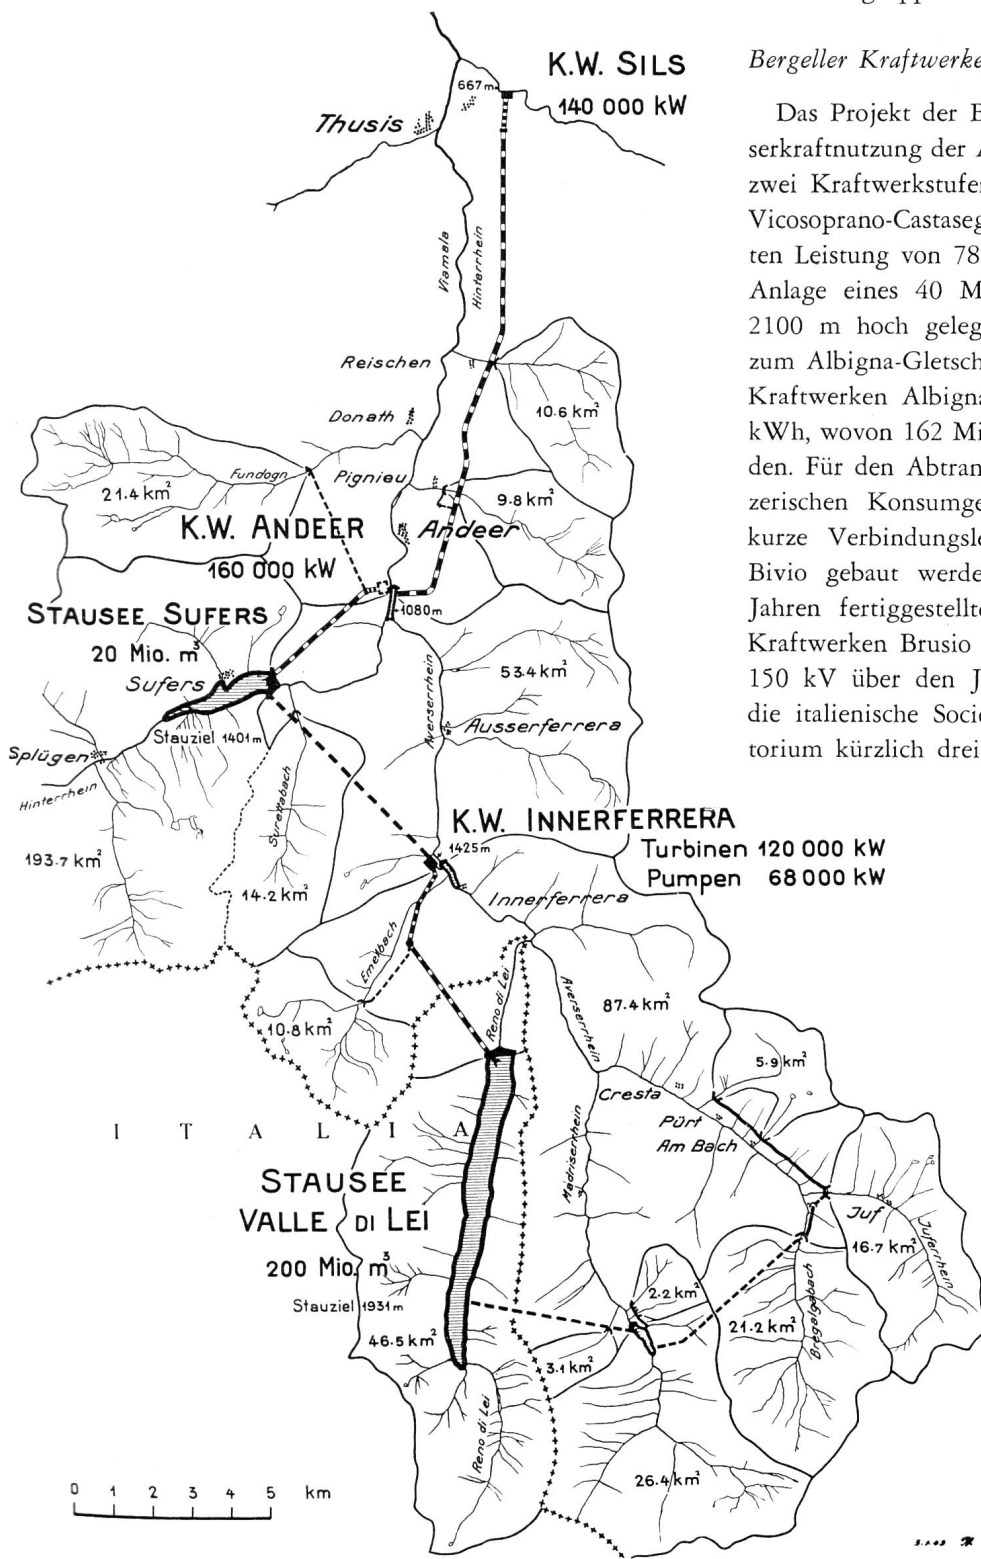 K.W. SILS
667m
140 000 kW
Thusis
Viamala
Hinterrhein
Reischen
10.6 km²
Donath
Fundogn
Pignieu
21.4 km²
9.8 km²
K.W. ANDEER
Andeer
160 000 kW
1080m
STAUSEE SUFERS
20 Mio. m³
Sufers
53.4 km²
Averserrhein
Ausserferrera
Stauziel 1401m
Splügen
Hinterrhein
Surettabach
K.W. INNERFERRERA
1425m
Turbinen 120 000 kW
Pumpen 68 000 kW
193.7 km²
14.2 km²
Innerferrera
Emetbach
Reno di Lei
Averserrhein
87.4 km²
10.8 km²
5.9 km²
Cresta
Pürt
Am Bach
I T A L I A
Madriserrhein
STAUSEE
VALLE DI LEI
200 Mio. m³
Stauziel 1931m
Juf
16.7 km²
Juferrhein
2.2 km²
21.2 km²
Bregalgabach
46.5 km²
3.1 km²
Reno di Lei
26.4 km²
0 1 2 3 4 5 km
Bergeller Kraftwerke
Das Projekt der B
serkraftnutzung der A
zwei Kraftwerkstufen
Vicosoprano-Castaseg
ten Leistung von 78
Anlage eines 40 M
2100 m hoch geleg
zum Albigna-Gletsch
Kraftwerken Albigna
kWh, wovon 162 Mi
den. Für den Abtran
zerischen Konsumge
kurze Verbindungsle
Bivio gebaut werde
Jahren fertiggestellte
Kraftwerken Brusio
150 kV über den J
die italienische Socie
torium kürzlich drei